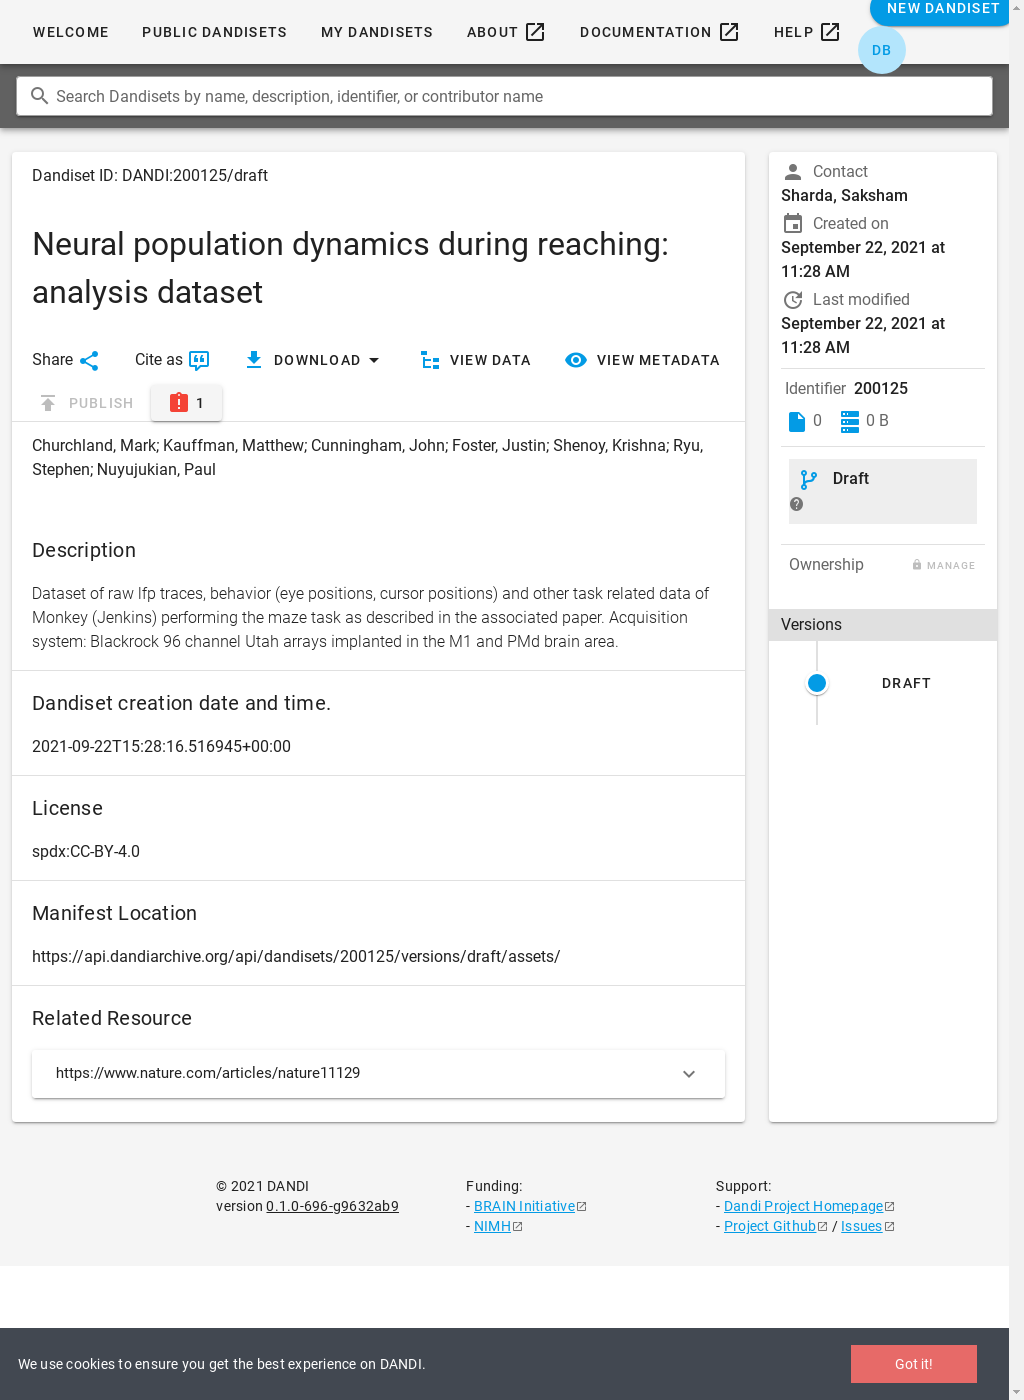 NEW DANDISET
WELCOME PUBLIC DANDISETS MY DANDISETS ABOUT DOCUMENTATION HELP
DB
Search Dandisets by name, description, identifier, or contributor name
Dandiset ID: DANDI:200125/draft
Neural population dynamics during reaching:
analysis dataset
Share Cite as DOWNLOAD VIEW DATA VIEW METADATA
PUBLISH 1
Churchland, Mark; Kauffman, Matthew; Cunningham, John; Foster, Justin; Shenoy, Krishna; Ryu,
Stephen; Nuyujukian, Paul
Description
Dataset of raw lfp traces, behavior (eye positions, cursor positions) and other task related data of
Monkey (Jenkins) performing the maze task as described in the associated paper. Acquisition
system: Blackrock 96 channel Utah arrays implanted in the M1 and PMd brain area.
Dandiset creation date and time.
2021-09-22T15:28:16.516945+00:00
License
spdx:CC-BY-4.0
Manifest Location
https://api.dandiarchive.org/api/dandisets/200125/versions/draft/assets/
Related Resource
https://www.nature.com/articles/nature11129
Contact
Sharda, Saksham
Created on
September 22, 2021 at
11:28 AM
Last modified
September 22, 2021 at
11:28 AM
Identifier 200125
0 0 B
Draft
Ownership MANAGE
Versions
DRAFT
© 2021 DANDI
version 0.1.0-696-g9632ab9
Funding:
- BRAIN Initiative
- NIMH
Support:
- Dandi Project Homepage
- Project Github / Issues
We use cookies to ensure you get the best experience on DANDI.
Got it!